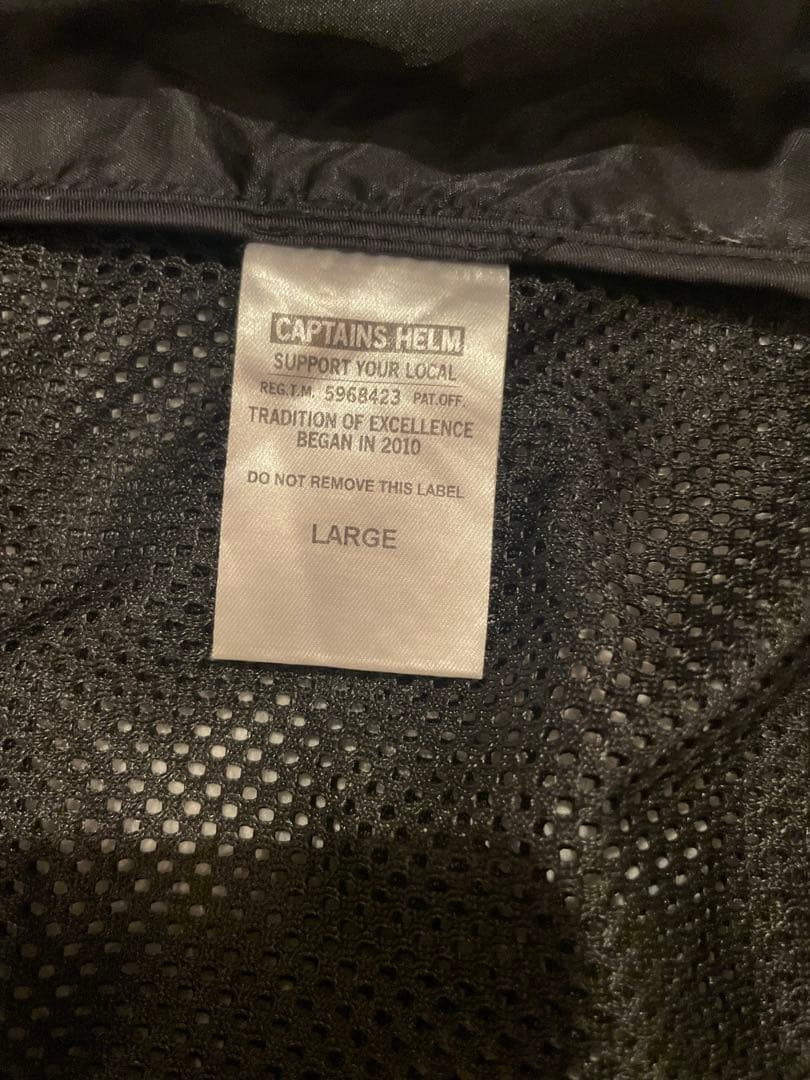 CAPTAINS HELM
SUPPORT YOUR LOCAL
REG.T.M. 5968423 PAT.OFF.
TRADITION OF EXCELLENCE
BEGAN IN 2010
DO NOT REMOVE THIS LABEL
LARGE